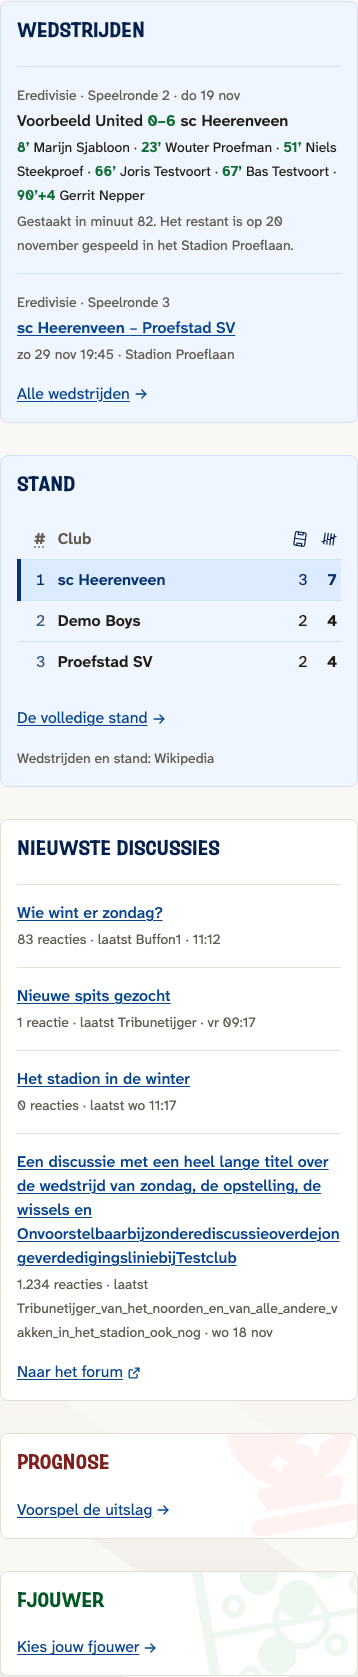 WEDSTRIJDEN
Eredivisie · Speelronde 2 · do 19 nov
Voorbeeld United 0–6 sc Heerenveen
8’ Marijn Sjabloon · 23’ Wouter Proefman · 51’ Niels
Steekproef · 66’ Joris Testvoort · 67’ Bas Testvoort ·
90’+4 Gerrit Nepper
Gestaakt in minuut 82. Het restant is op 20
november gespeeld in het Stadion Proeflaan.
Eredivisie · Speelronde 3
sc Heerenveen – Proefstad SV
zo 29 nov 19:45 · Stadion Proeflaan
Alle wedstrijden →
STAND
# Club
1 sc Heerenveen 3 7
2 Demo Boys 2 4
3 Proefstad SV 2 4
De volledige stand →
Wedstrijden en stand: Wikipedia
NIEUWSTE DISCUSSIES
Wie wint er zondag?
83 reacties · laatst Buffon1 · 11:12
Nieuwe spits gezocht
1 reactie · laatst Tribunetijger · vr 09:17
Het stadion in de winter
0 reacties · laatst wo 11:17
Een discussie met een heel lange titel over
de wedstrijd van zondag, de opstelling, de
wissels en
Onvoorstelbaarbijzonderediscussieoverdejon
geverdedigingsliniebijTestclub
1.234 reacties · laatst
Tribunetijger_van_het_noorden_en_van_alle_andere_v
akken_in_het_stadion_ook_nog · wo 18 nov
Naar het forum
PROGNOSE
Voorspel de uitslag →
FJOUWER
Kies jouw fjouwer →